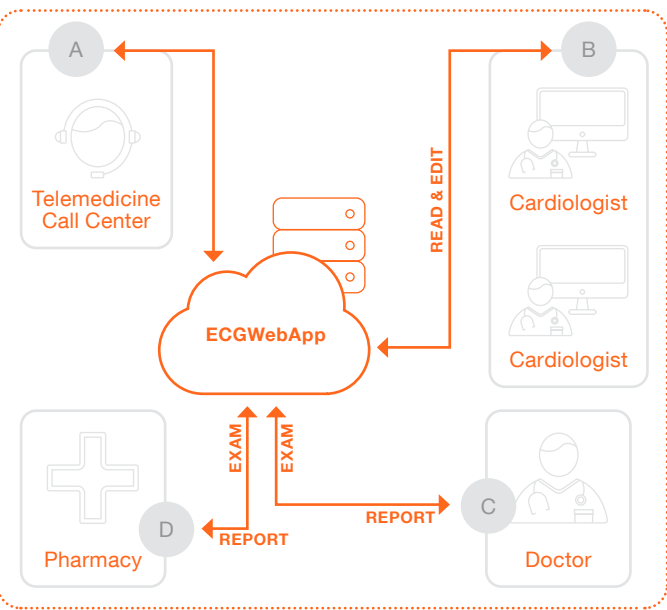 A
B
Telemedicine
Call Center
READ & EDIT
Cardiologist
ECGWebApp
Cardiologist
EXAM
EXAM
D
REPORT
REPORT
C
Pharmacy
Doctor